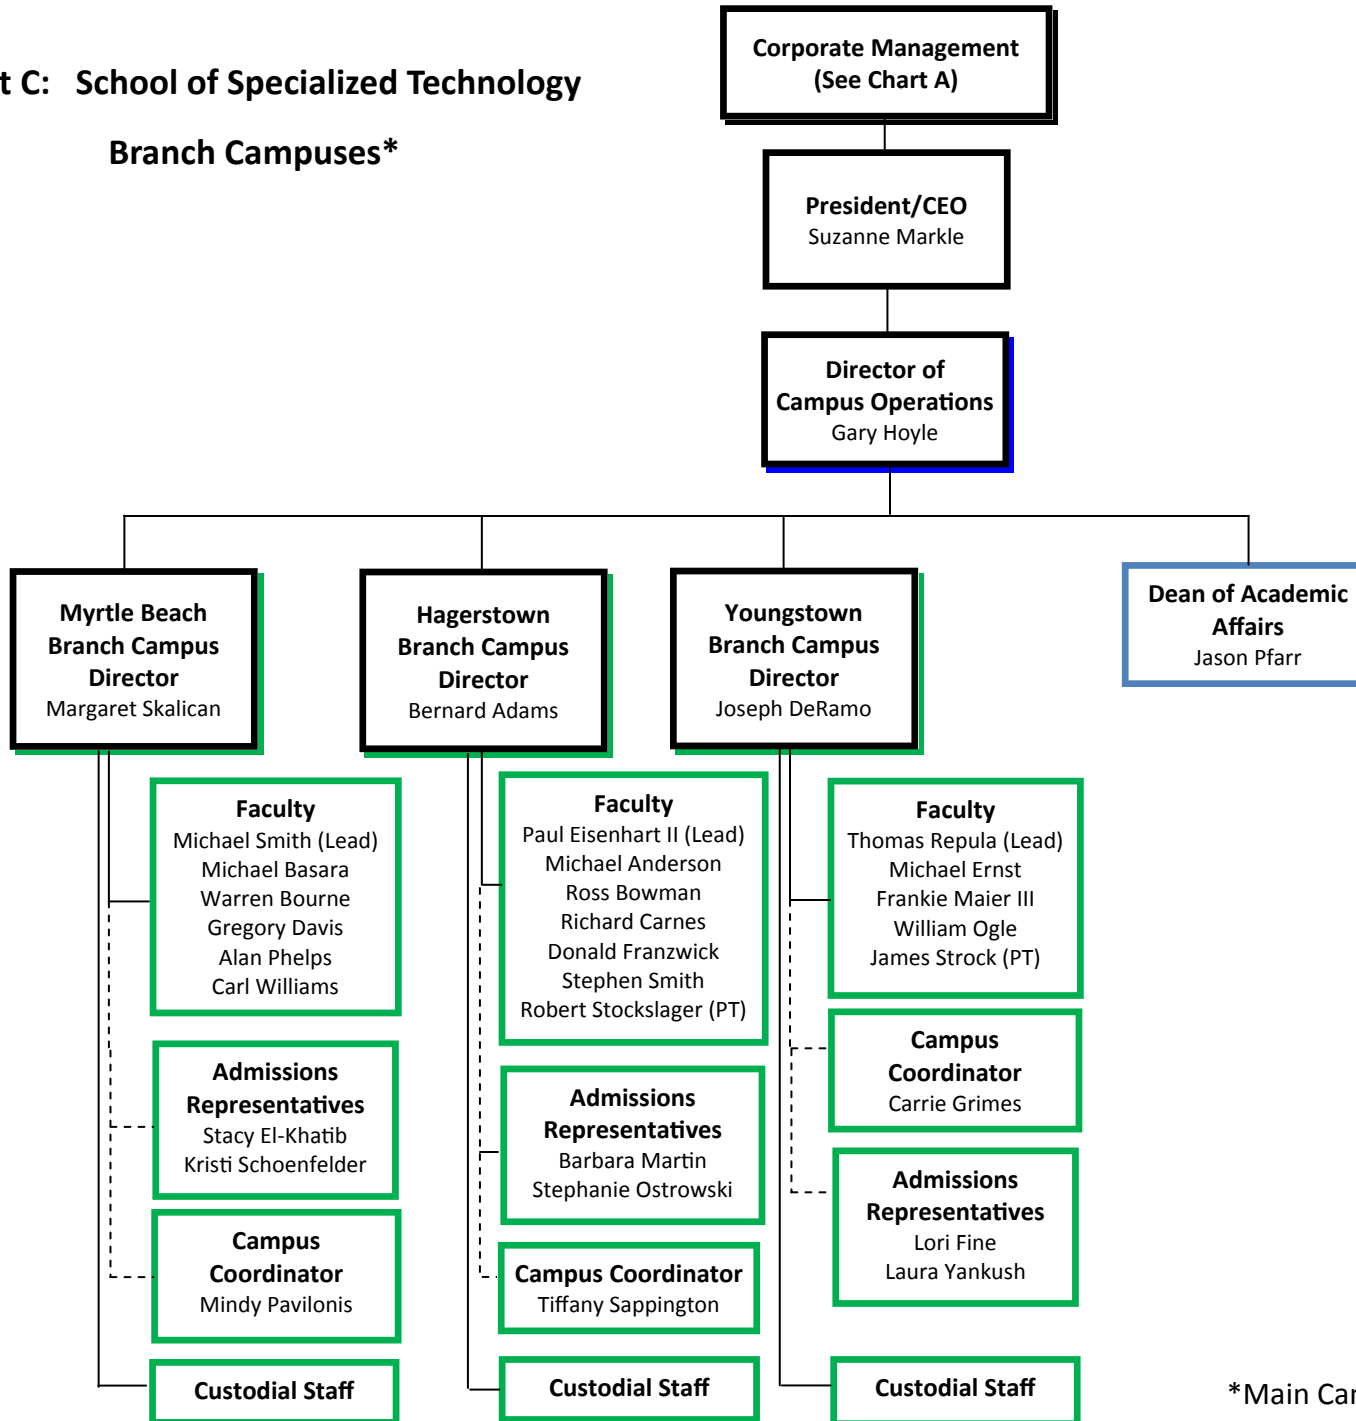 t C: School of Specialized Technology
Branch Campuses*
Corporate Management
(See Chart A)
President/CEO
Suzanne Markle
Director of
Campus Operations
Gary Hoyle
Myrtle Beach
Branch Campus
Director
Margaret Skalican
Hagerstown
Branch Campus
Director
Bernard Adams
Youngstown
Branch Campus
Director
Joseph DeRamo
Dean of Academic
Affairs
Jason Pfarr
Faculty
Michael Smith (Lead)
Michael Basara
Warren Bourne
Gregory Davis
Alan Phelps
Carl Williams
Admissions
Representatives
Stacy El-Khatib
Kristi Schoenfelder
Campus
Coordinator
Mindy Pavilonis
Custodial Staff
Faculty
Paul Eisenhart II (Lead)
Michael Anderson
Ross Bowman
Richard Carnes
Donald Franzwick
Stephen Smith
Robert Stockslager (PT)
Admissions
Representatives
Barbara Martin
Stephanie Ostrowski
Campus Coordinator
Tiffany Sappington
Custodial Staff
Faculty
Thomas Repula (Lead)
Michael Ernst
Frankie Maier III
William Ogle
James Strock (PT)
Campus
Coordinator
Carrie Grimes
Admissions
Representatives
Lori Fine
Laura Yankush
Custodial Staff
*Main Car